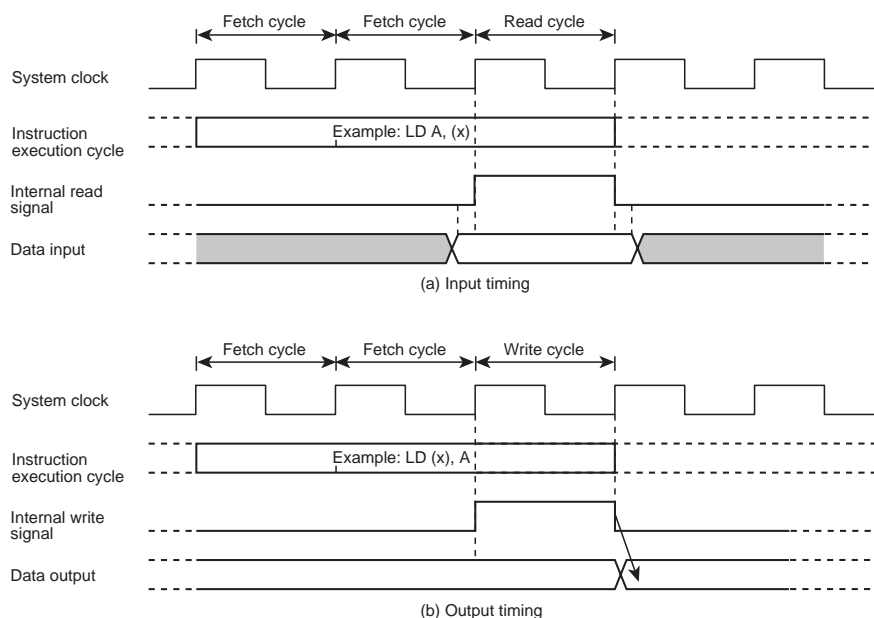 Fetch cycle Fetch cycle Read cycle
System clock
Instruction
execution cycle
Example: LD A, (x)
Internal read
signal
Data input
(a) Input timing
Fetch cycle Fetch cycle Write cycle
System clock
Instruction
execution cycle
Example: LD (x), A
Internal write
signal
Data output
(b) Output timing